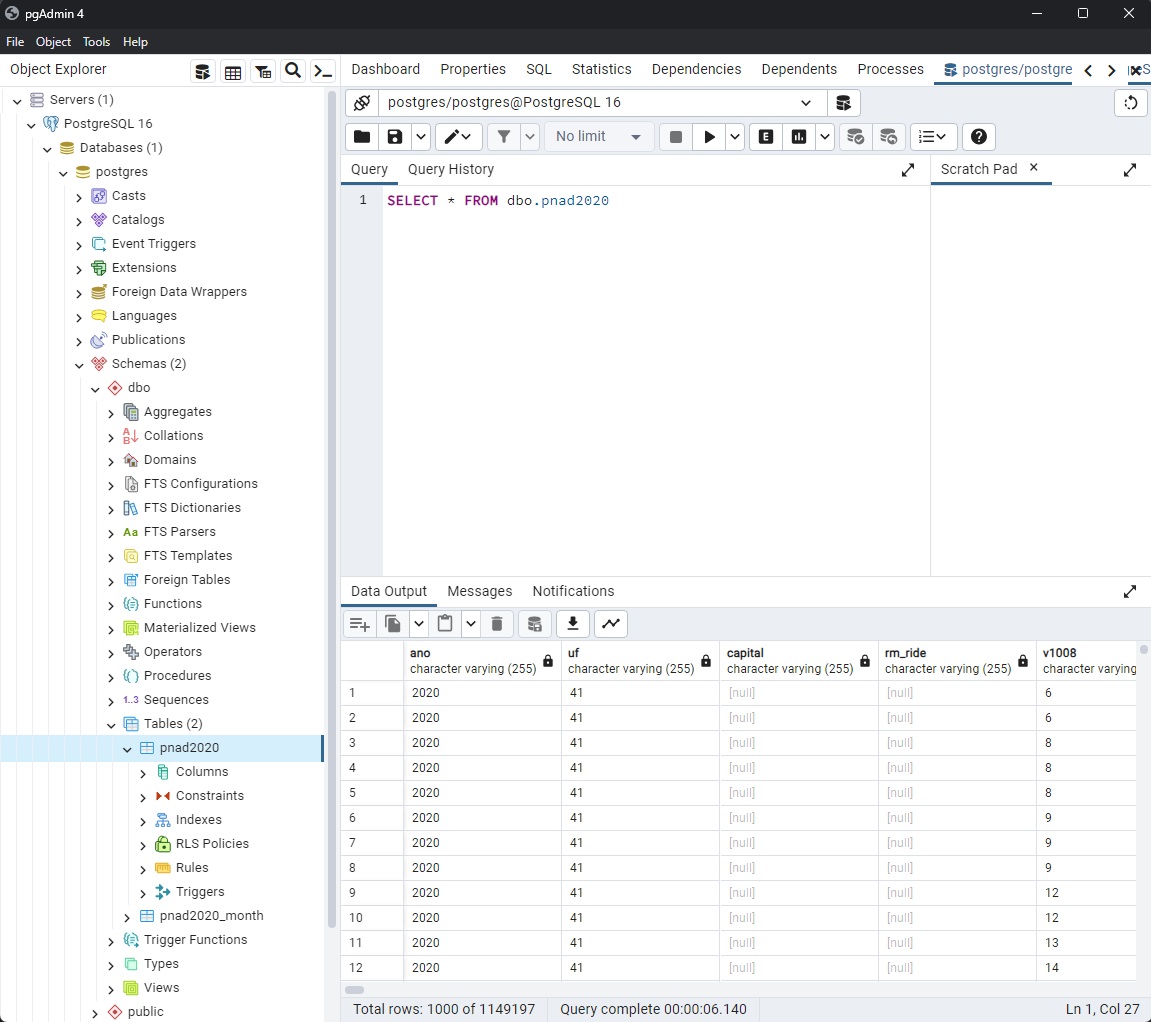 pgAdmin 4
File Object Tools Help
Object Explorer
Servers (1)
PostgreSQL 16
Databases (1)
postgres
Casts
Catalogs
Event Triggers
Extensions
Foreign Data Wrappers
Languages
Publications
Schemas (2)
dbo
Aggregates
Collations
Domains
FTS Configurations
FTS Dictionaries
Aa FTS Parsers
FTS Templates
Foreign Tables
Functions
Materialized Views
Operators
Procedures
1..3 Sequences
Tables (2)
pnad2020
Columns
Constraints
Indexes
RLS Policies
Rules
Triggers
pnad2020_month
Trigger Functions
Types
Views
public
Dashboard Properties SQL Statistics Dependencies Dependents Processes postgres/postgre
postgres/postgres@PostgreSQL 16
No limit E
Query Query History Scratch Pad
1 SELECT * FROM dbo.pnad2020
Data Output Messages Notifications
ano uf capital rm_ride v1008
character varying (255) character varying (255) character varying (255) character varying (255) character varying
1 2020 41 [null] [null] 6
2 2020 41 [null] [null] 6
3 2020 41 [null] [null] 8
4 2020 41 [null] [null] 8
5 2020 41 [null] [null] 8
6 2020 41 [null] [null] 9
7 2020 41 [null] [null] 9
8 2020 41 [null] [null] 9
9 2020 41 [null] [null] 12
10 2020 41 [null] [null] 12
11 2020 41 [null] [null] 13
12 2020 41 [null] [null] 14
Total rows: 1000 of 1149197 Query complete 00:00:06.140 Ln 1, Col 27